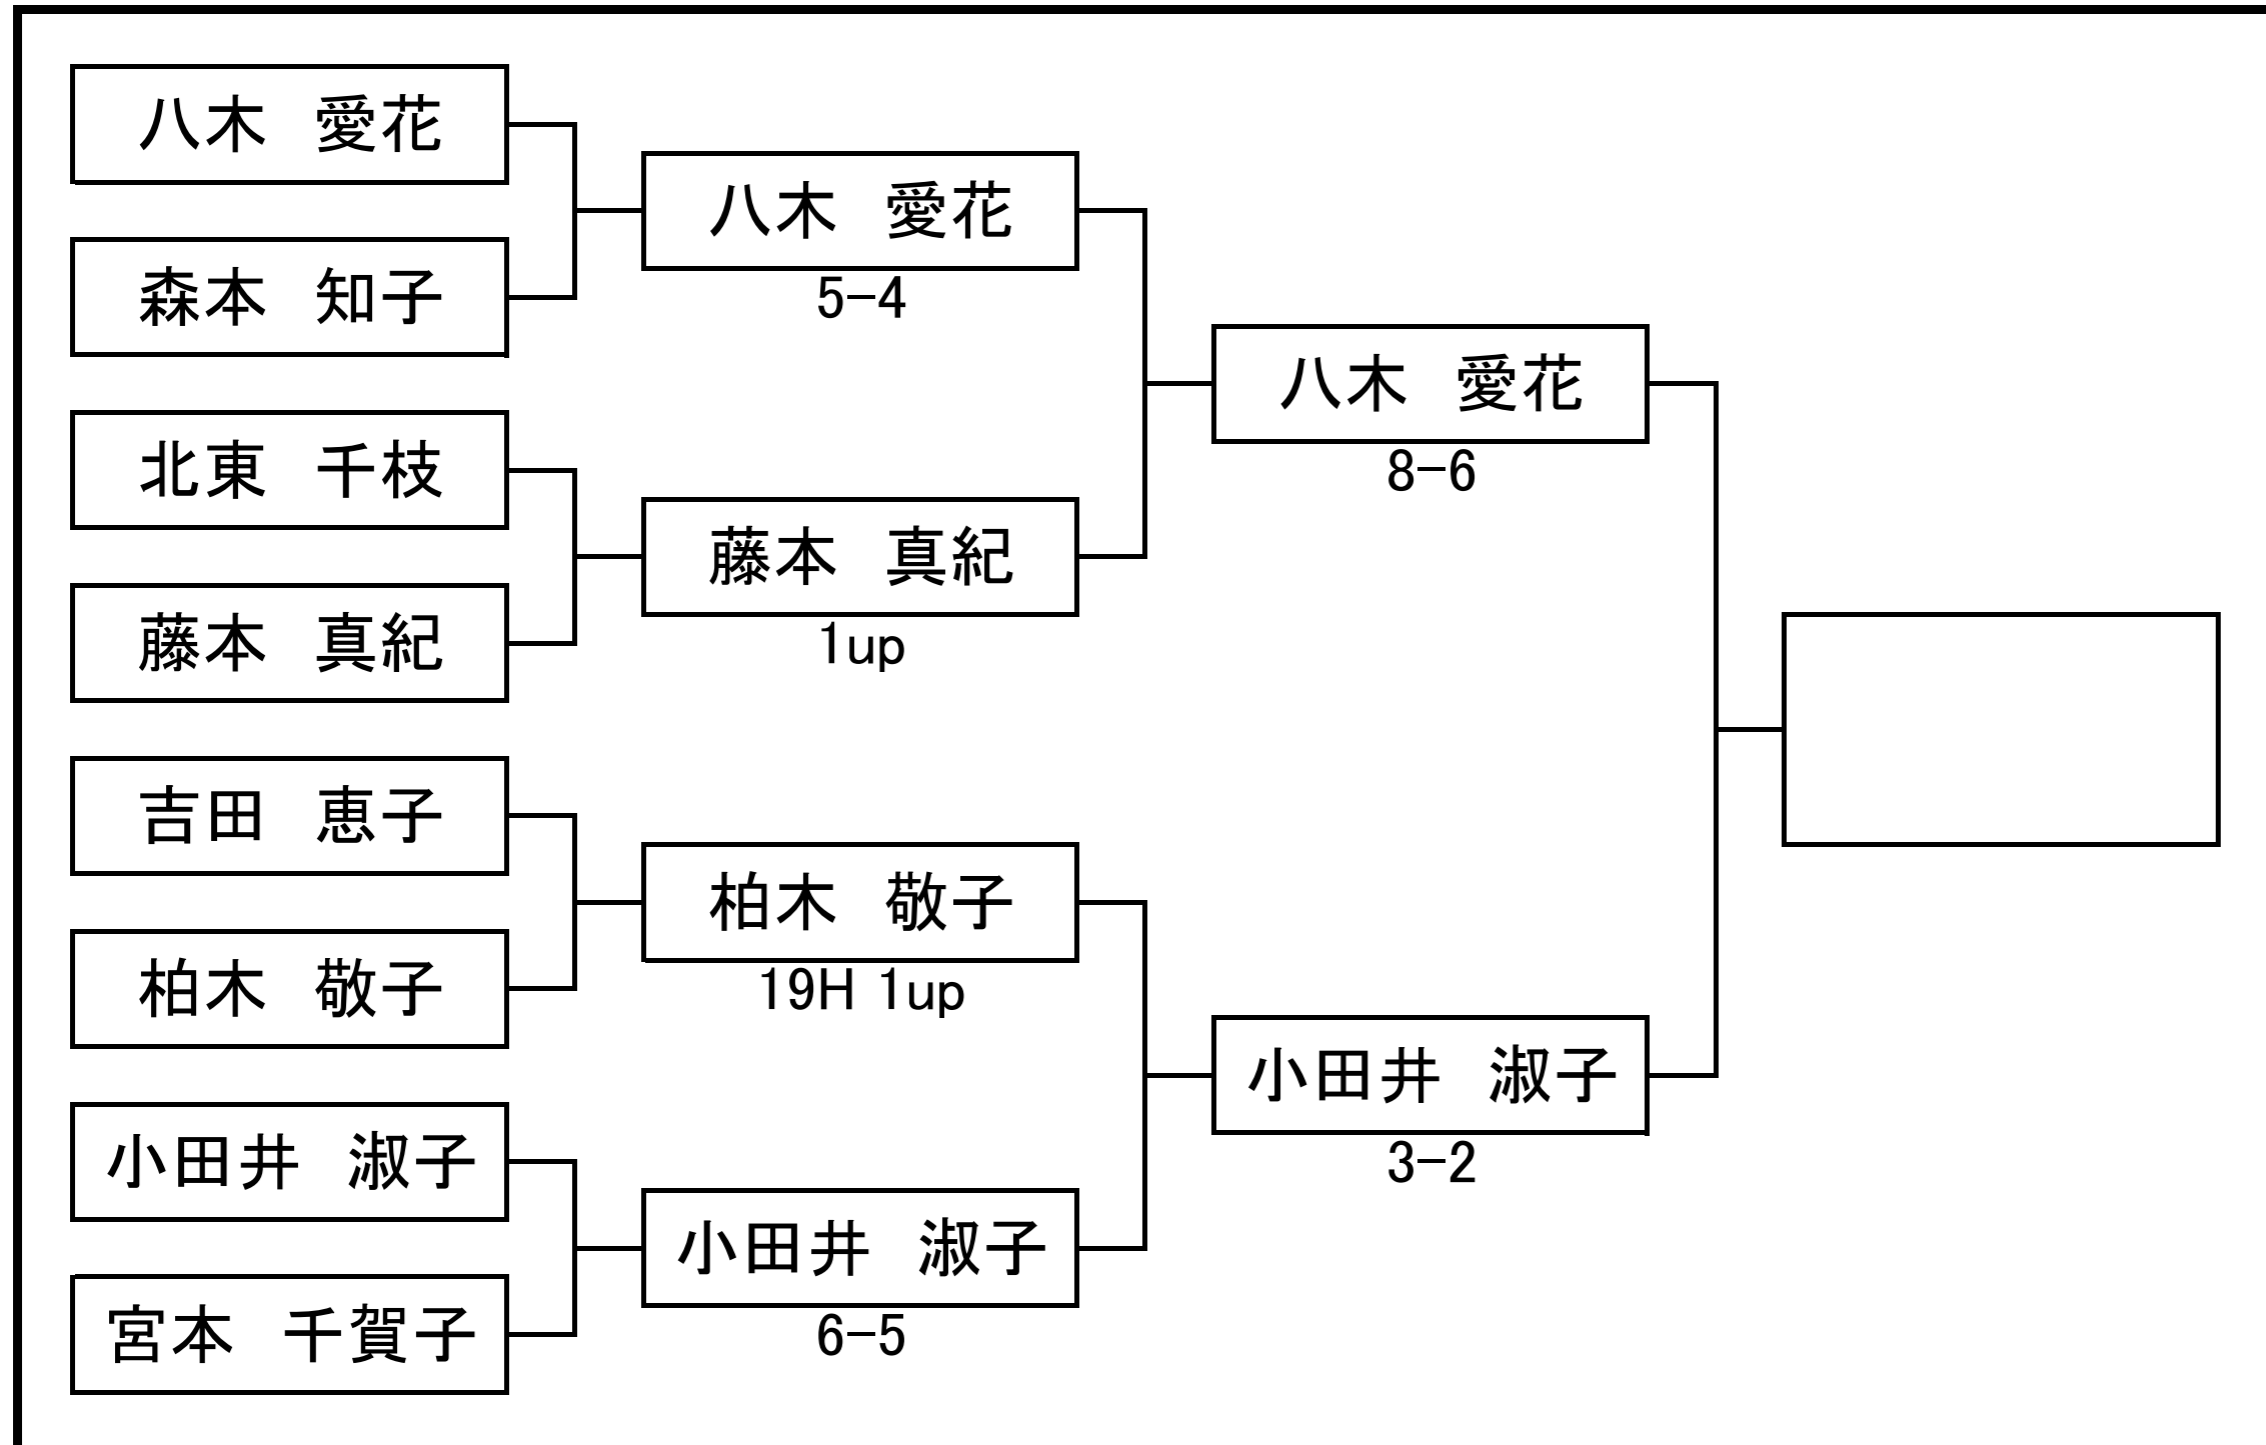 八木　愛花
森本　知子
北東　千枝
藤本　真紀
吉田　恵子
柏木　敬子
小田井　淑子
宮本　千賀子
八木　愛花
5-4
藤本　真紀
1up
柏木　敬子
19H 1up
小田井　淑子
6-5
八木　愛花
8-6
小田井　淑子
3-2